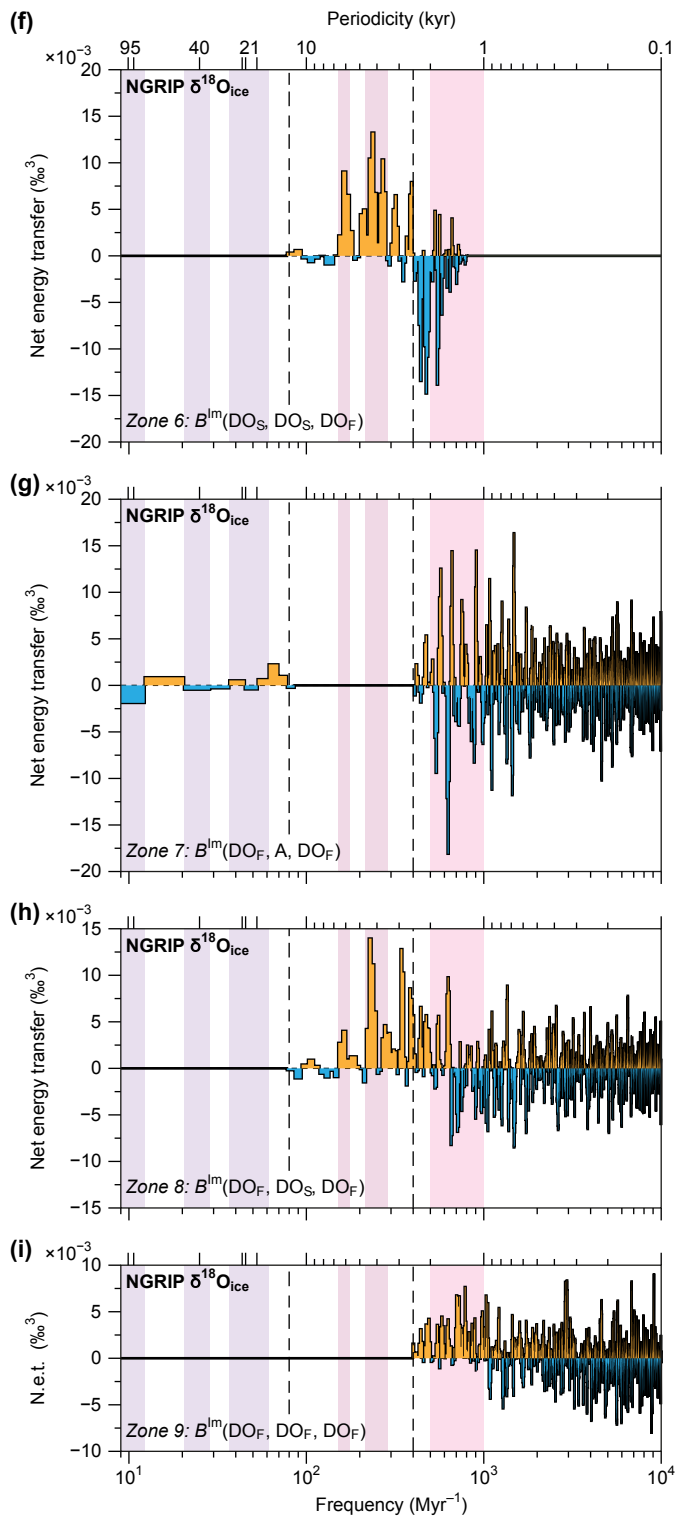 (f)
Periodicity (kyr)
95 40 21 10 1 0.1
×10⁻³
NGRIP δ¹⁸O_ice
20
15
10
5
0
−5
−10
−15
−20
Net energy transfer (‰³)
Zone 6: B^Im(DO_S, DO_S, DO_F)
(g)
×10⁻³
NGRIP δ¹⁸O_ice
20
15
10
5
0
−5
−10
−15
−20
Net energy transfer (‰³)
Zone 7: B^Im(DO_F, A, DO_F)
(h)
×10⁻³
NGRIP δ¹⁸O_ice
15
10
5
0
−5
−10
−15
Net energy transfer (‰³)
Zone 8: B^Im(DO_F, DO_S, DO_F)
(i)
×10⁻³
NGRIP δ¹⁸O_ice
10
5
0
−5
−10
N.e.t. (‰³)
Zone 9: B^Im(DO_F, DO_F, DO_F)
10¹ 10² 10³ 10⁴
Frequency (Myr⁻¹)